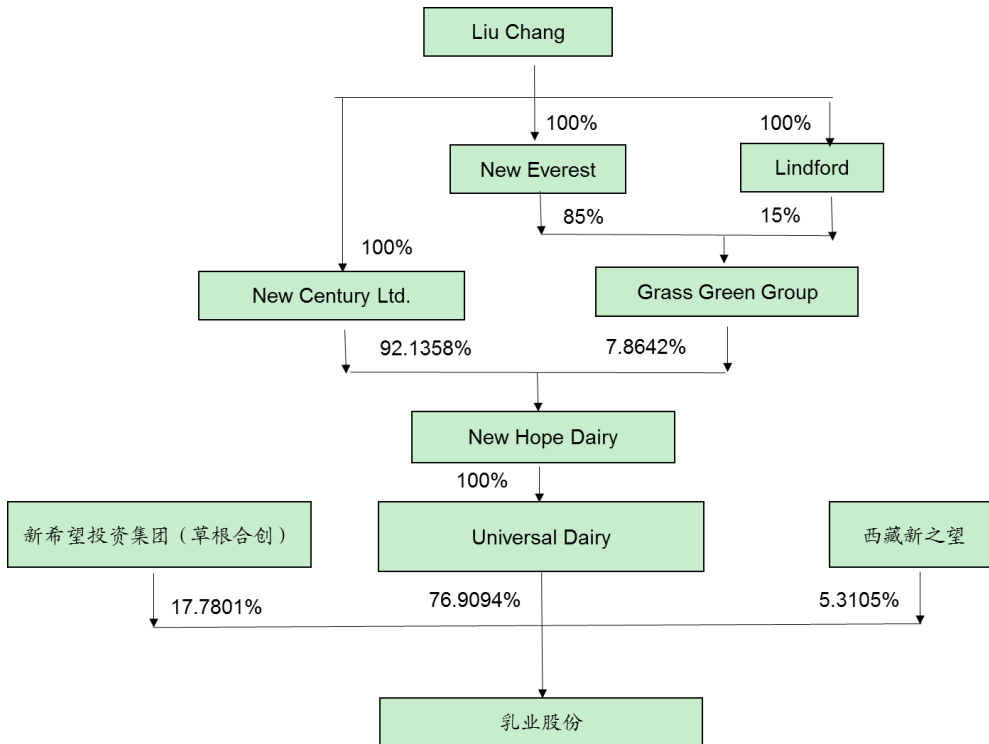 Liu Chang
100%
100%
New Everest
Lindford
85%
15%
100%
New Century Ltd.
Grass Green Group
92.1358%
7.8642%
New Hope Dairy
100%
新希望投资集团（草根合创）
Universal Dairy
西藏新之望
17.7801%
76.9094%
5.3105%
乳业股份